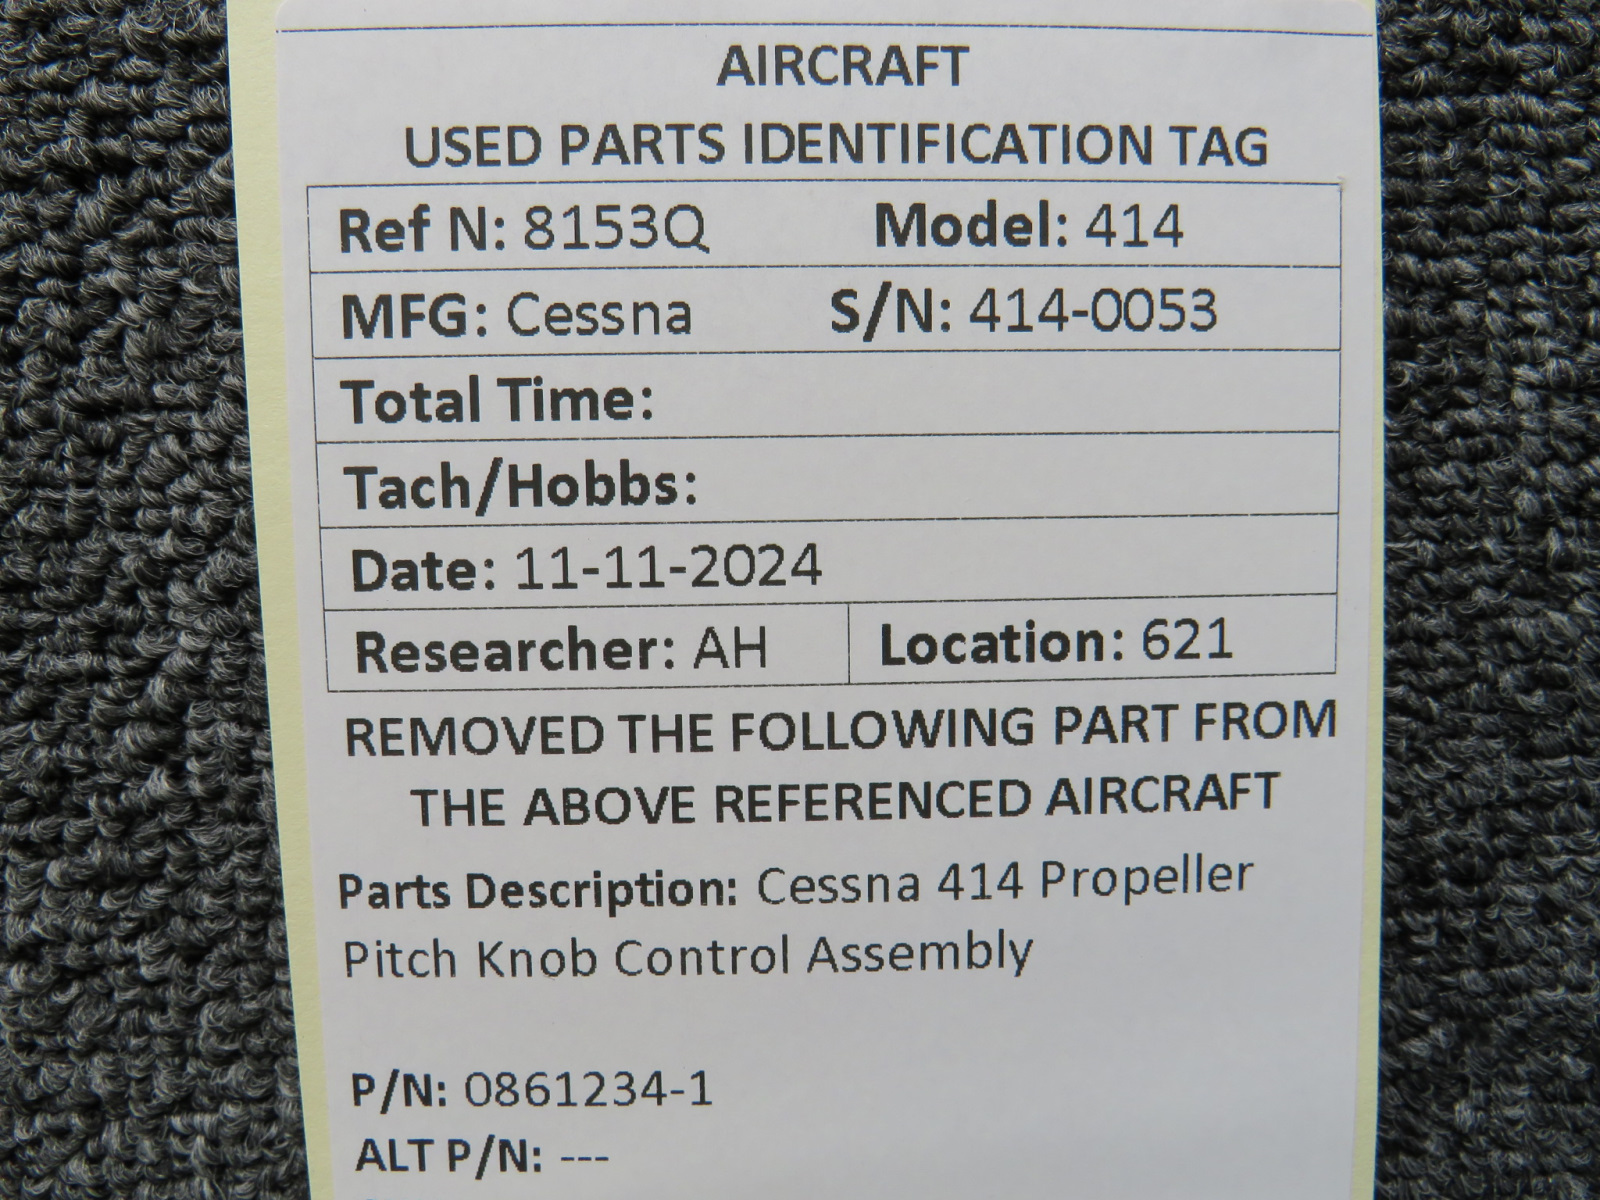 AIRCRAFT
USED PARTS IDENTIFICATION TAG
Ref N: 8153Q Model: 414
MFG: Cessna S/N: 414-0053
Total Time:
Tach/Hobbs:
Date: 11-11-2024
Researcher: AH Location: 621
REMOVED THE FOLLOWING PART FROM
THE ABOVE REFERENCED AIRCRAFT
Parts Description: Cessna 414 Propeller
Pitch Knob Control Assembly
P/N: 0861234-1
ALT P/N: ---